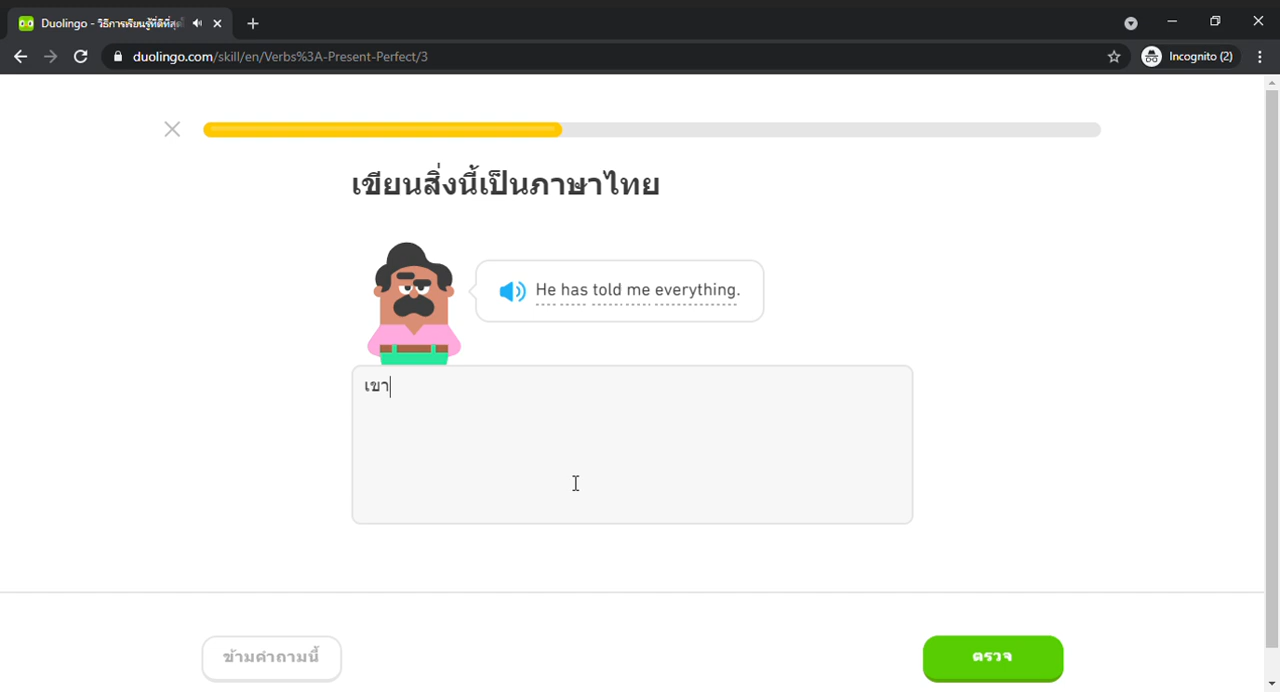 Duolingo - วิธีการเรียนรู้ที่ดีที่สุด
duolingo.com/skill/en/Verbs%3A-Present-Perfect/3
Incognito (2)
เขียนสิ่งนี้เป็นภาษาไทย
He has told me everything.
เขา
ข้ามคำถามนี้
ตรวจ